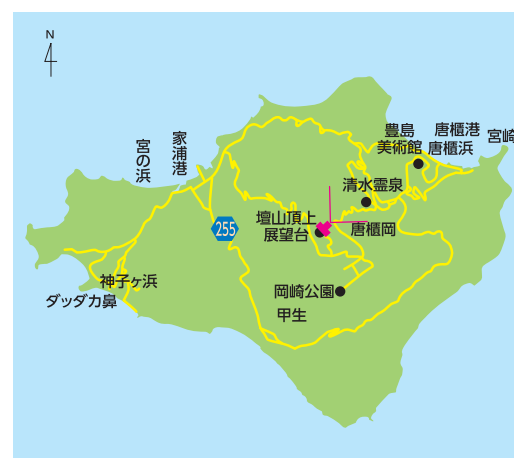 N
豊島
美術館
唐櫃港
唐櫃浜
宮崎
家浦港
宮の浜
清水霊泉
壇山頂上
展望台
唐櫃岡
255
神子ヶ浜
ダッダカ鼻
岡崎公園
甲生